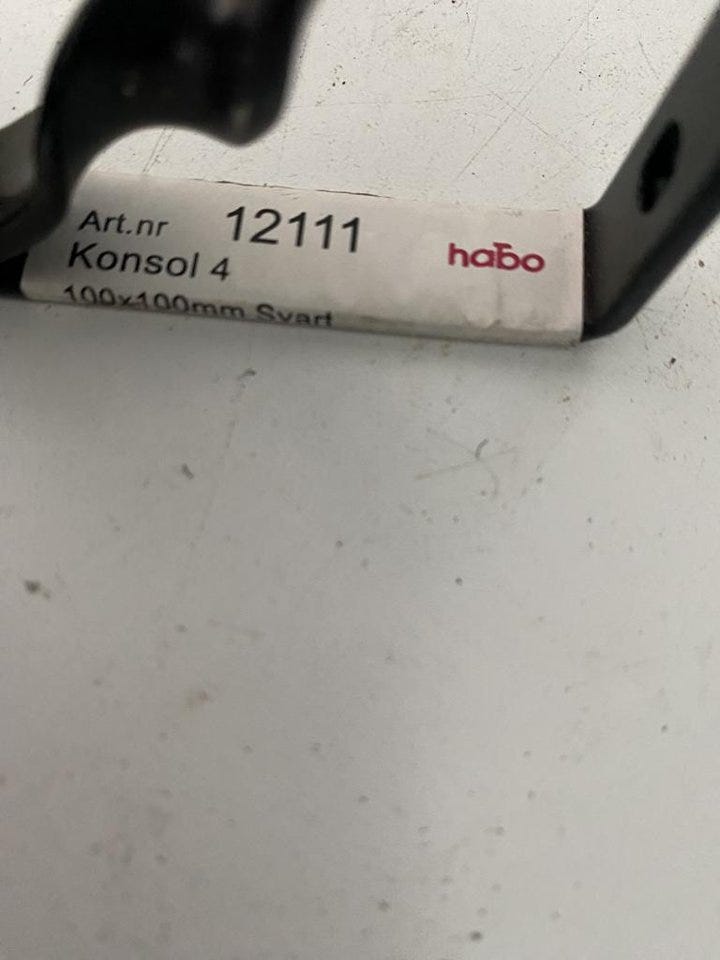 Art.nr 12111
habo
Konsol 4
100x100mm Svart